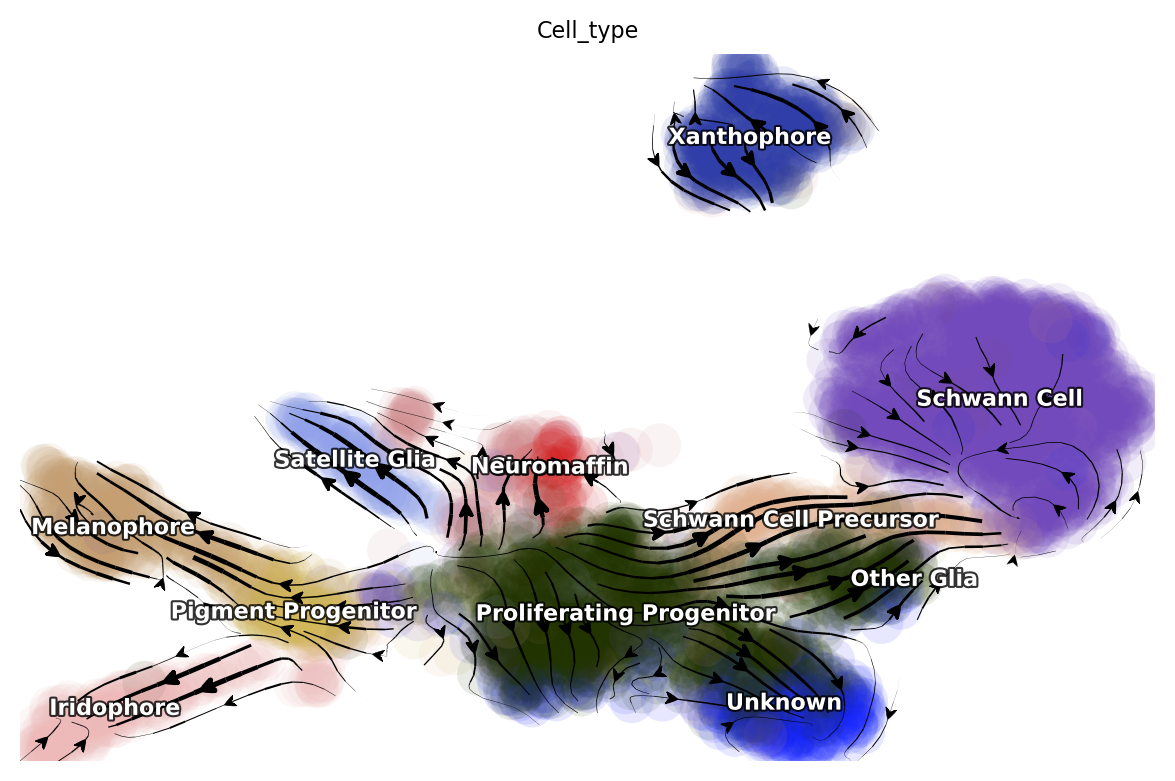 Cell_type
Xanthophore
Schwann Cell
Satellite Glia
Neuromaffin
Schwann Cell Precursor
Melanophore
Other Glia
Pigment Progenitor
Proliferating Progenitor
Unknown
Iridophore